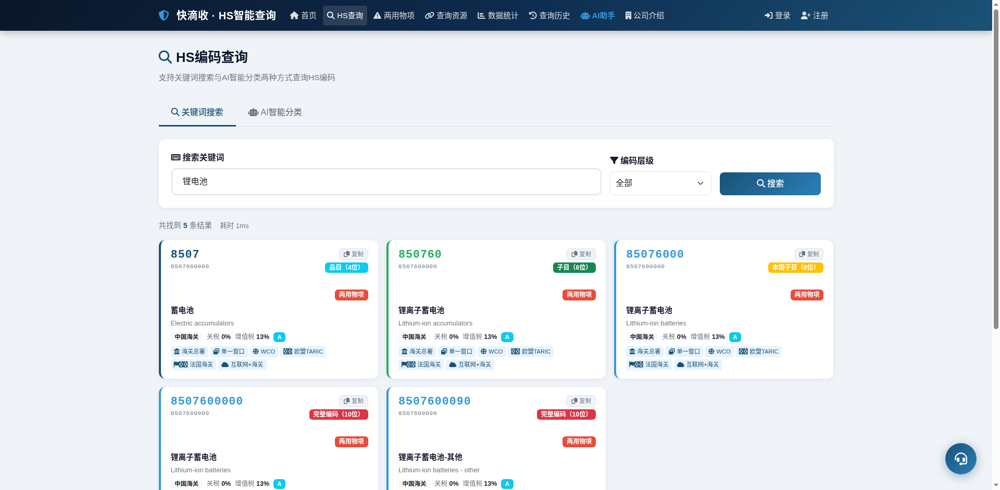 快滴收 · HS智能查询 首页 HS查询 两用物项 查询资源 数据统计 查询历史 AI助手 公司介绍 登录 注册
HS编码查询
支持关键词搜索与AI智能分类两种方式查询HS编码
关键词搜索 AI智能分类
搜索关键词
编码层级
锂电池
全部
搜索
共找到 5 条结果 耗时 1ms
8507
复制
8507000000
品目（4位）
两用物项
蓄电池
Electric accumulators
中国海关 关税 0% 增值税 13% A
海关总署 单一窗口 WCO 欧盟TARIC
法国海关 互联网+海关
850760
复制
8507600000
子目（6位）
两用物项
锂离子蓄电池
Lithium-ion accumulators
中国海关 关税 0% 增值税 13% A
海关总署 单一窗口 WCO 欧盟TARIC
法国海关 互联网+海关
85076000
复制
8507600000
本国子目（8位）
两用物项
锂离子蓄电池
Lithium-ion batteries
中国海关 关税 0% 增值税 13% A
海关总署 单一窗口 WCO 欧盟TARIC
法国海关 互联网+海关
8507600000
复制
8507600000
完整编码（10位）
两用物项
锂离子蓄电池
Lithium-ion batteries
中国海关 关税 0% 增值税 13% A
8507600090
复制
8507600090
完整编码（10位）
两用物项
锂离子蓄电池-其他
Lithium-ion batteries - other
中国海关 关税 0% 增值税 13% A